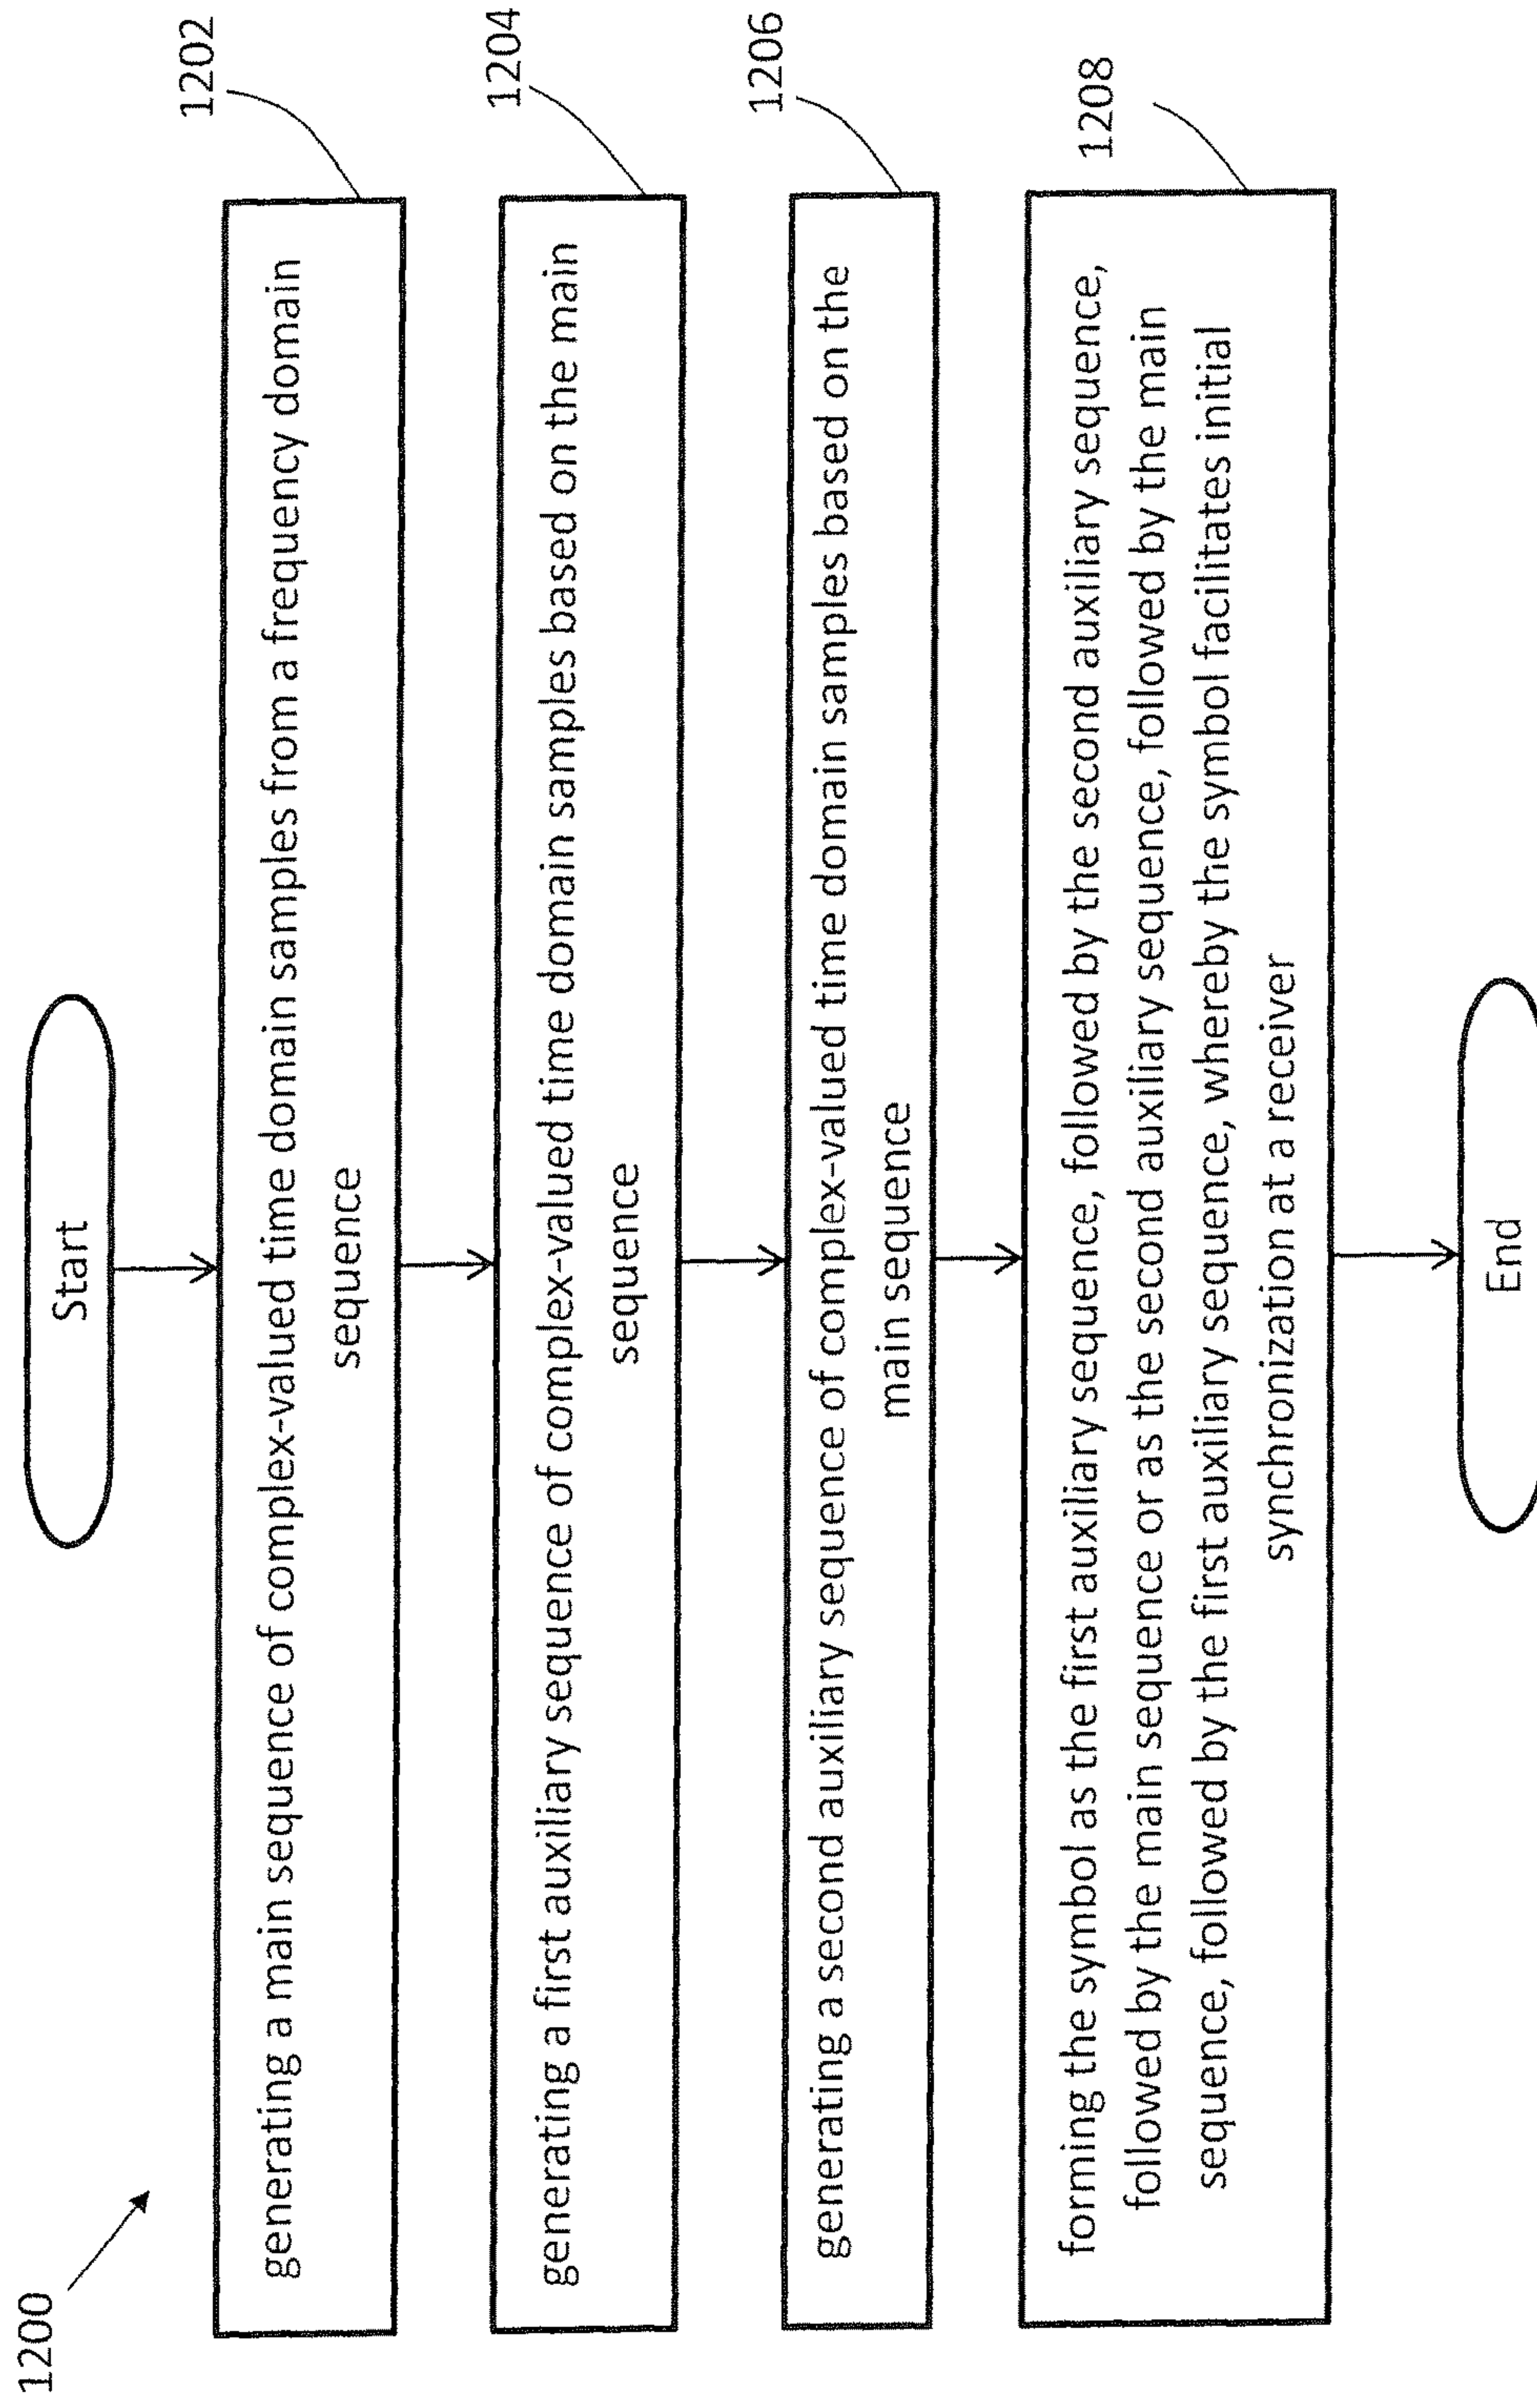 1200
Start
1202
generating a main sequence of complex-valued time domain samples from a frequency domain
sequence
1204
generating a first auxiliary sequence of complex-valued time domain samples based on the main
sequence
1206
generating a second auxiliary sequence of complex-valued time domain samples based on the
main sequence
1208
forming the symbol as the first auxiliary sequence, followed by the second auxiliary sequence,
followed by the main sequence or as the second auxiliary sequence, followed by the main
sequence, followed by the first auxiliary sequence, whereby the symbol facilitates initial
synchronization at a receiver
End